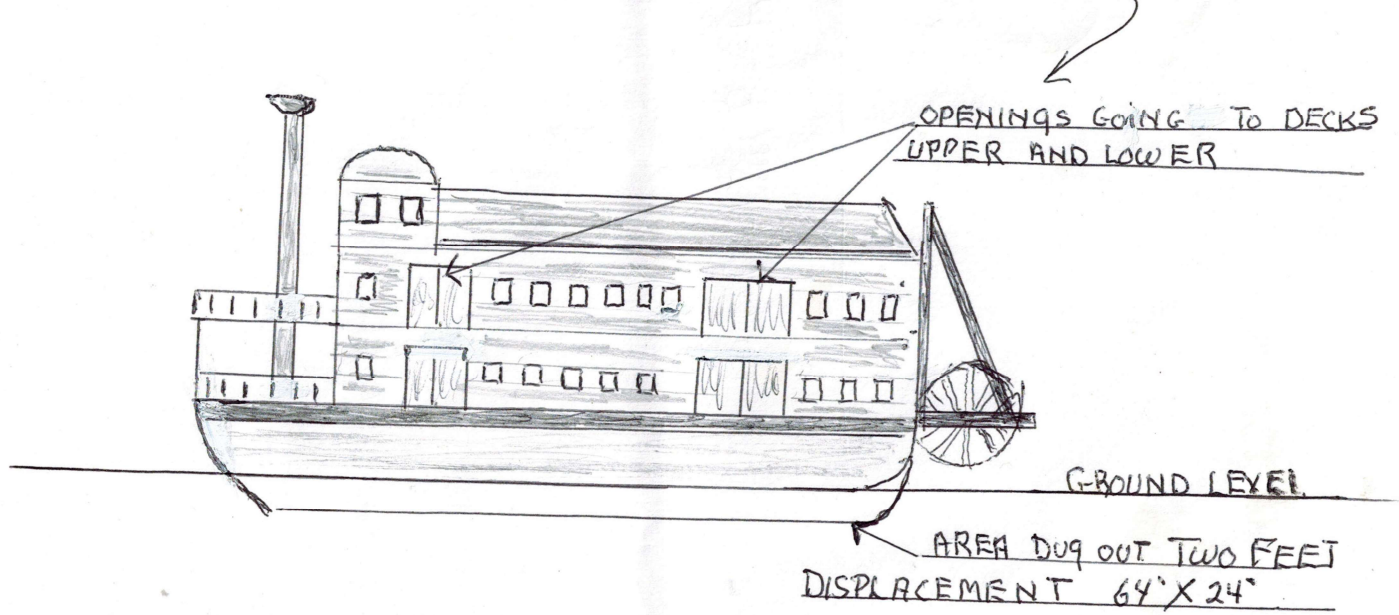 OPENINGS GOING TO DECKS
UPPER AND LOWER
GROUND LEVEL
AREA DUG OUT TWO FEET
DISPLACEMENT 64' X 24'